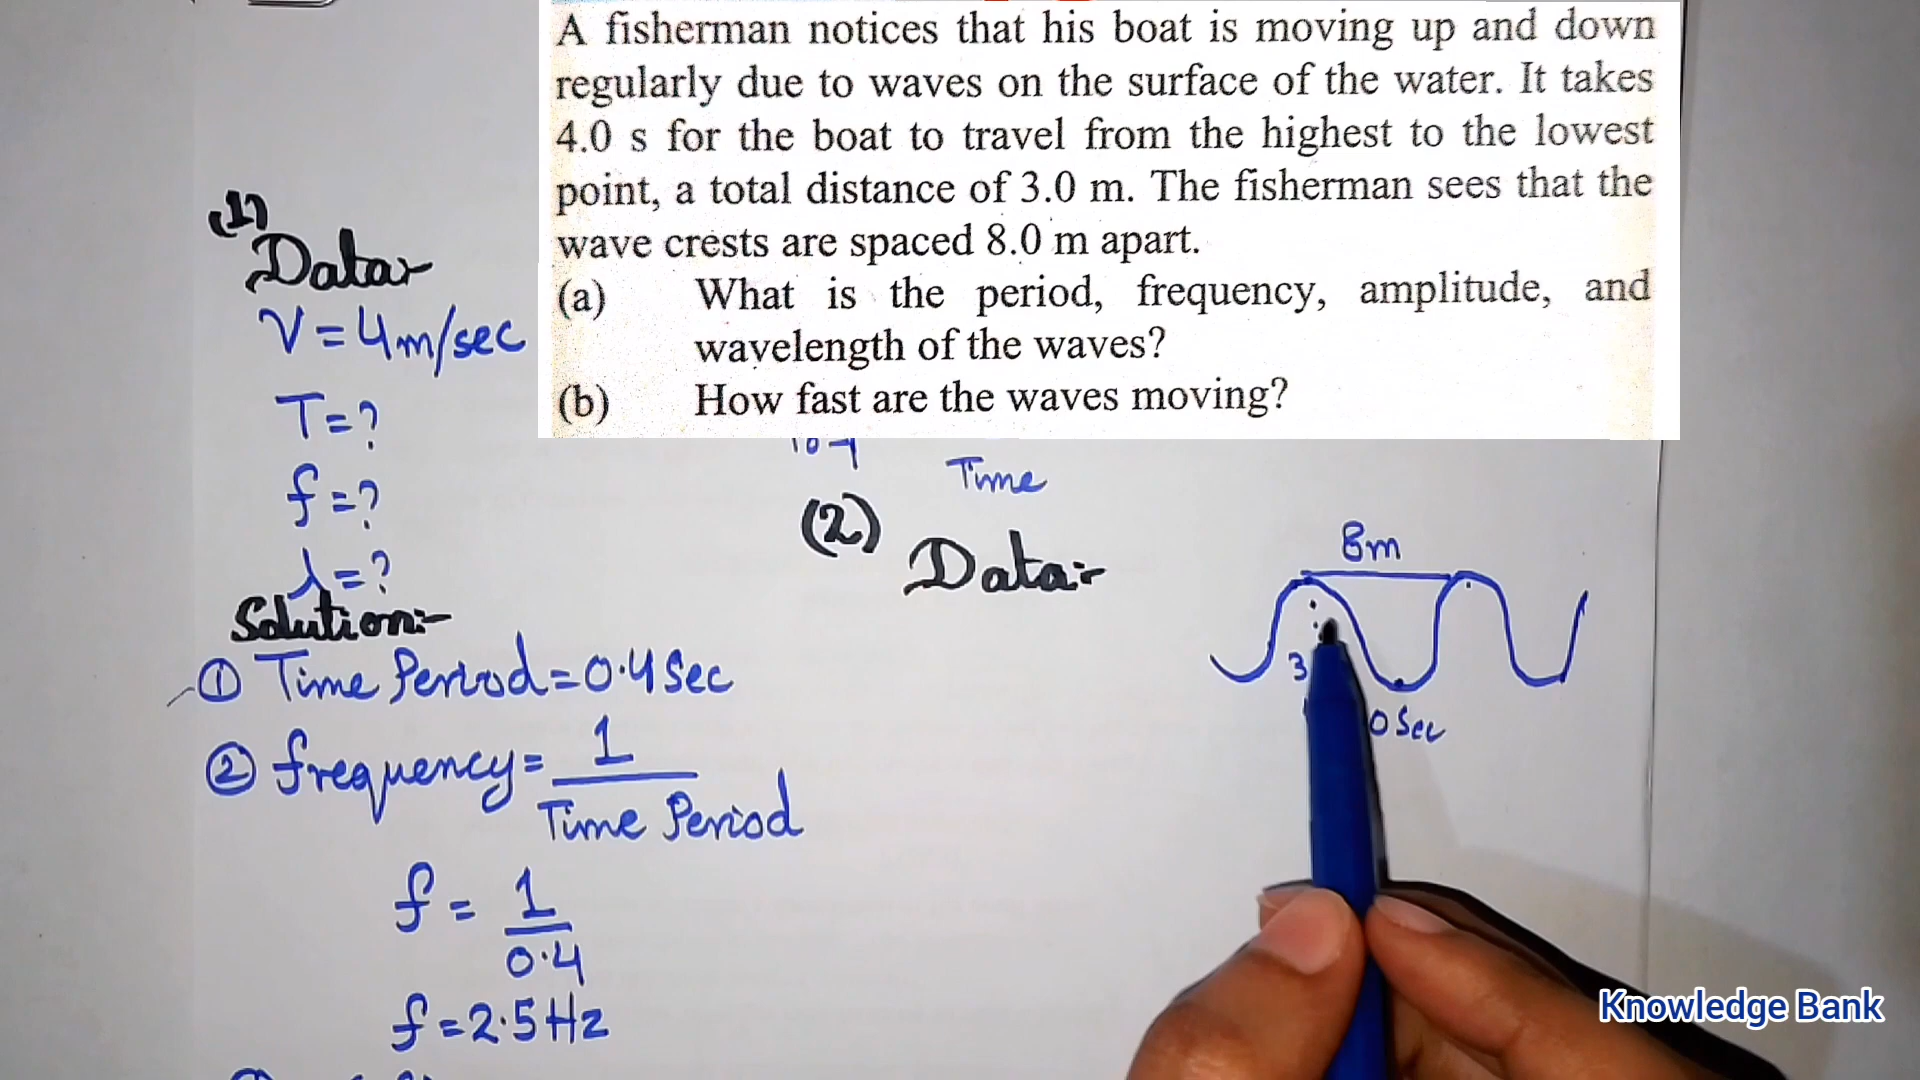 A fisherman notices that his boat is moving up and down
regularly due to waves on the surface of the water. It takes
4.0 s for the boat to travel from the highest to the lowest
point, a total distance of 3.0 m. The fisherman sees that the
wave crests are spaced 8.0 m apart.
(a) What is the period, frequency, amplitude, and
wavelength of the waves?
(b) How fast are the waves moving?
(1)
Data:-
V = 4m/sec
T = ?
f = ?
λ = ?
Solution:-
① Time Period = 0.4 Sec
② frequency = 1
Time Period
f = 1
0.4
f = 2.5 Hz
Time
(2)
Data:-
8m
3
0 Sec
Knowledge Bank